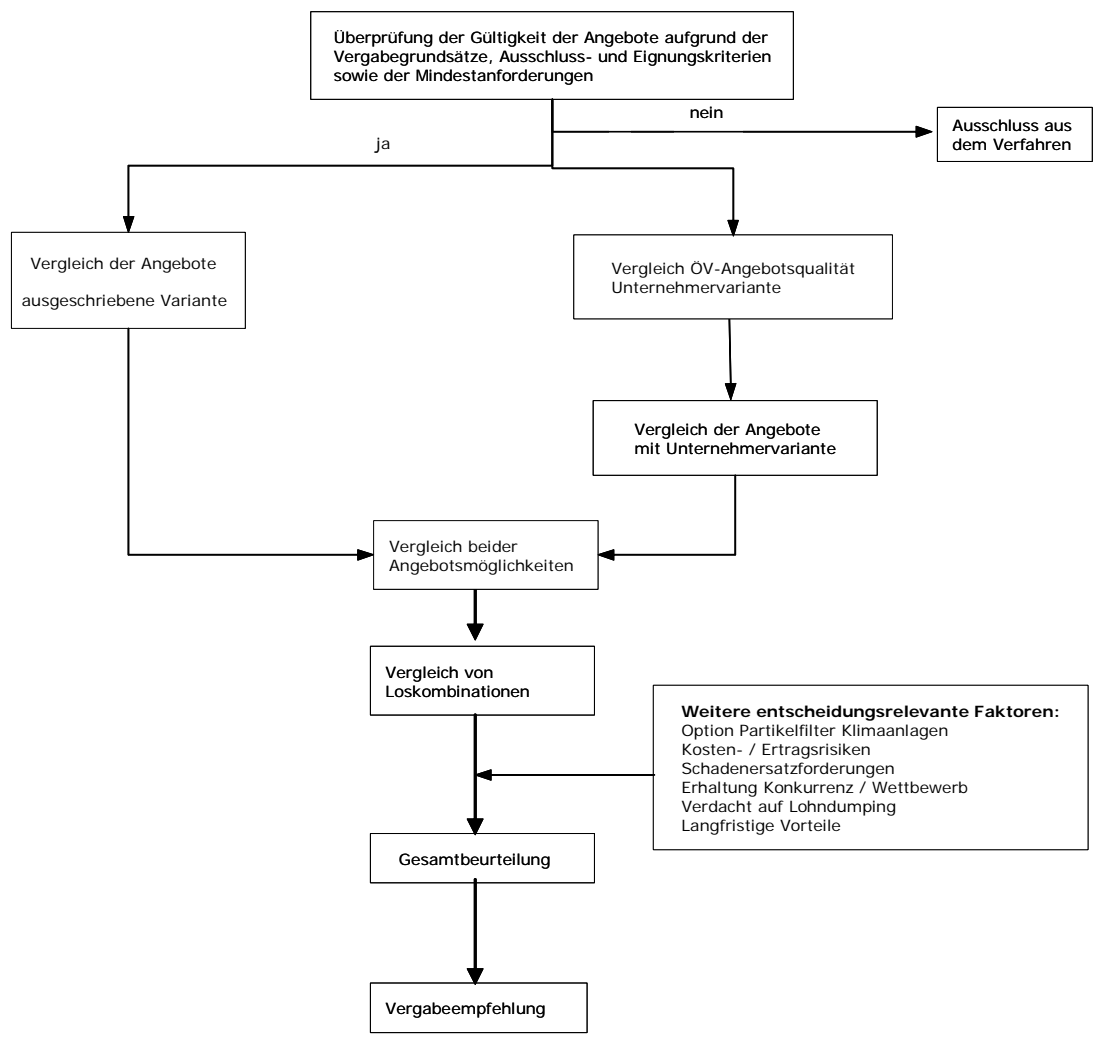 Überprüfung der Gültigkeit der Angebote aufgrund der
Vergabegrundsätze, Ausschluss- und Eignungskriterien
sowie der Mindestanforderungen
nein
Ausschluss aus
dem Verfahren
ja
Vergleich der Angebote
ausgeschriebene Variante
Vergleich ÖV-Angebotsqualität
Unternehmervariante
Vergleich der Angebote
mit Unternehmervariante
Vergleich beider
Angebotsmöglichkeiten
Vergleich von
Loskombinationen
Weitere entscheidungsrelevante Faktoren:
Option Partikelfilter Klimaanlagen
Kosten- / Ertragsrisiken
Schadenersatzforderungen
Erhaltung Konkurrenz / Wettbewerb
Verdacht auf Lohndumping
Langfristige Vorteile
Gesamtbeurteilung
Vergabeempfehlung